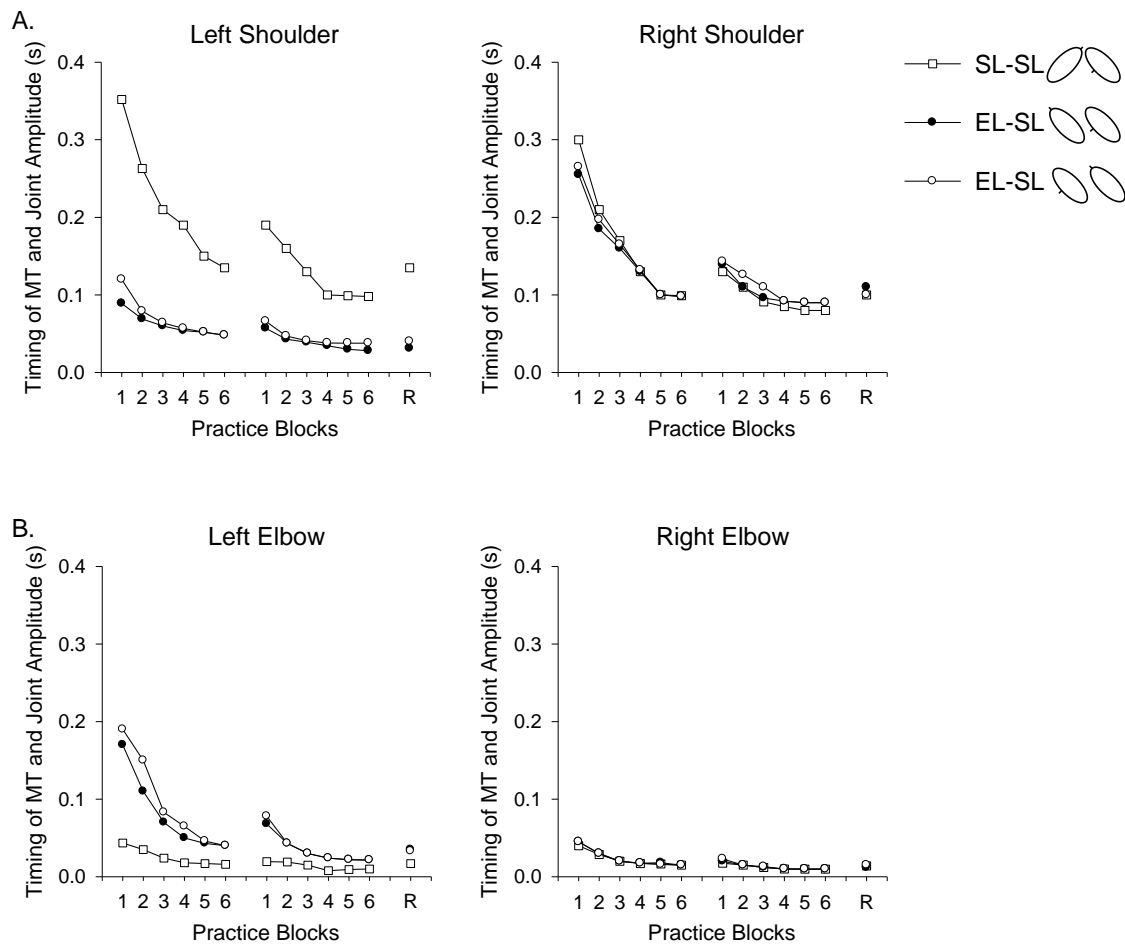 A.
Left Shoulder
Right Shoulder
SL-SL
EL-SL
EL-SL
Timing of MT and Joint Amplitude (s)
0.4
0.3
0.2
0.1
0.0
1 2 3 4 5 6 1 2 3 4 5 6 R
Practice Blocks
Timing of MT and Joint Amplitude (s)
0.4
0.3
0.2
0.1
0.0
1 2 3 4 5 6 1 2 3 4 5 6 R
Practice Blocks
B.
Left Elbow
Right Elbow
Timing of MT and Joint Amplitude (s)
0.4
0.3
0.2
0.1
0.0
1 2 3 4 5 6 1 2 3 4 5 6 R
Practice Blocks
Timing of MT and Joint Amplitude (s)
0.4
0.3
0.2
0.1
0.0
1 2 3 4 5 6 1 2 3 4 5 6 R
Practice Blocks